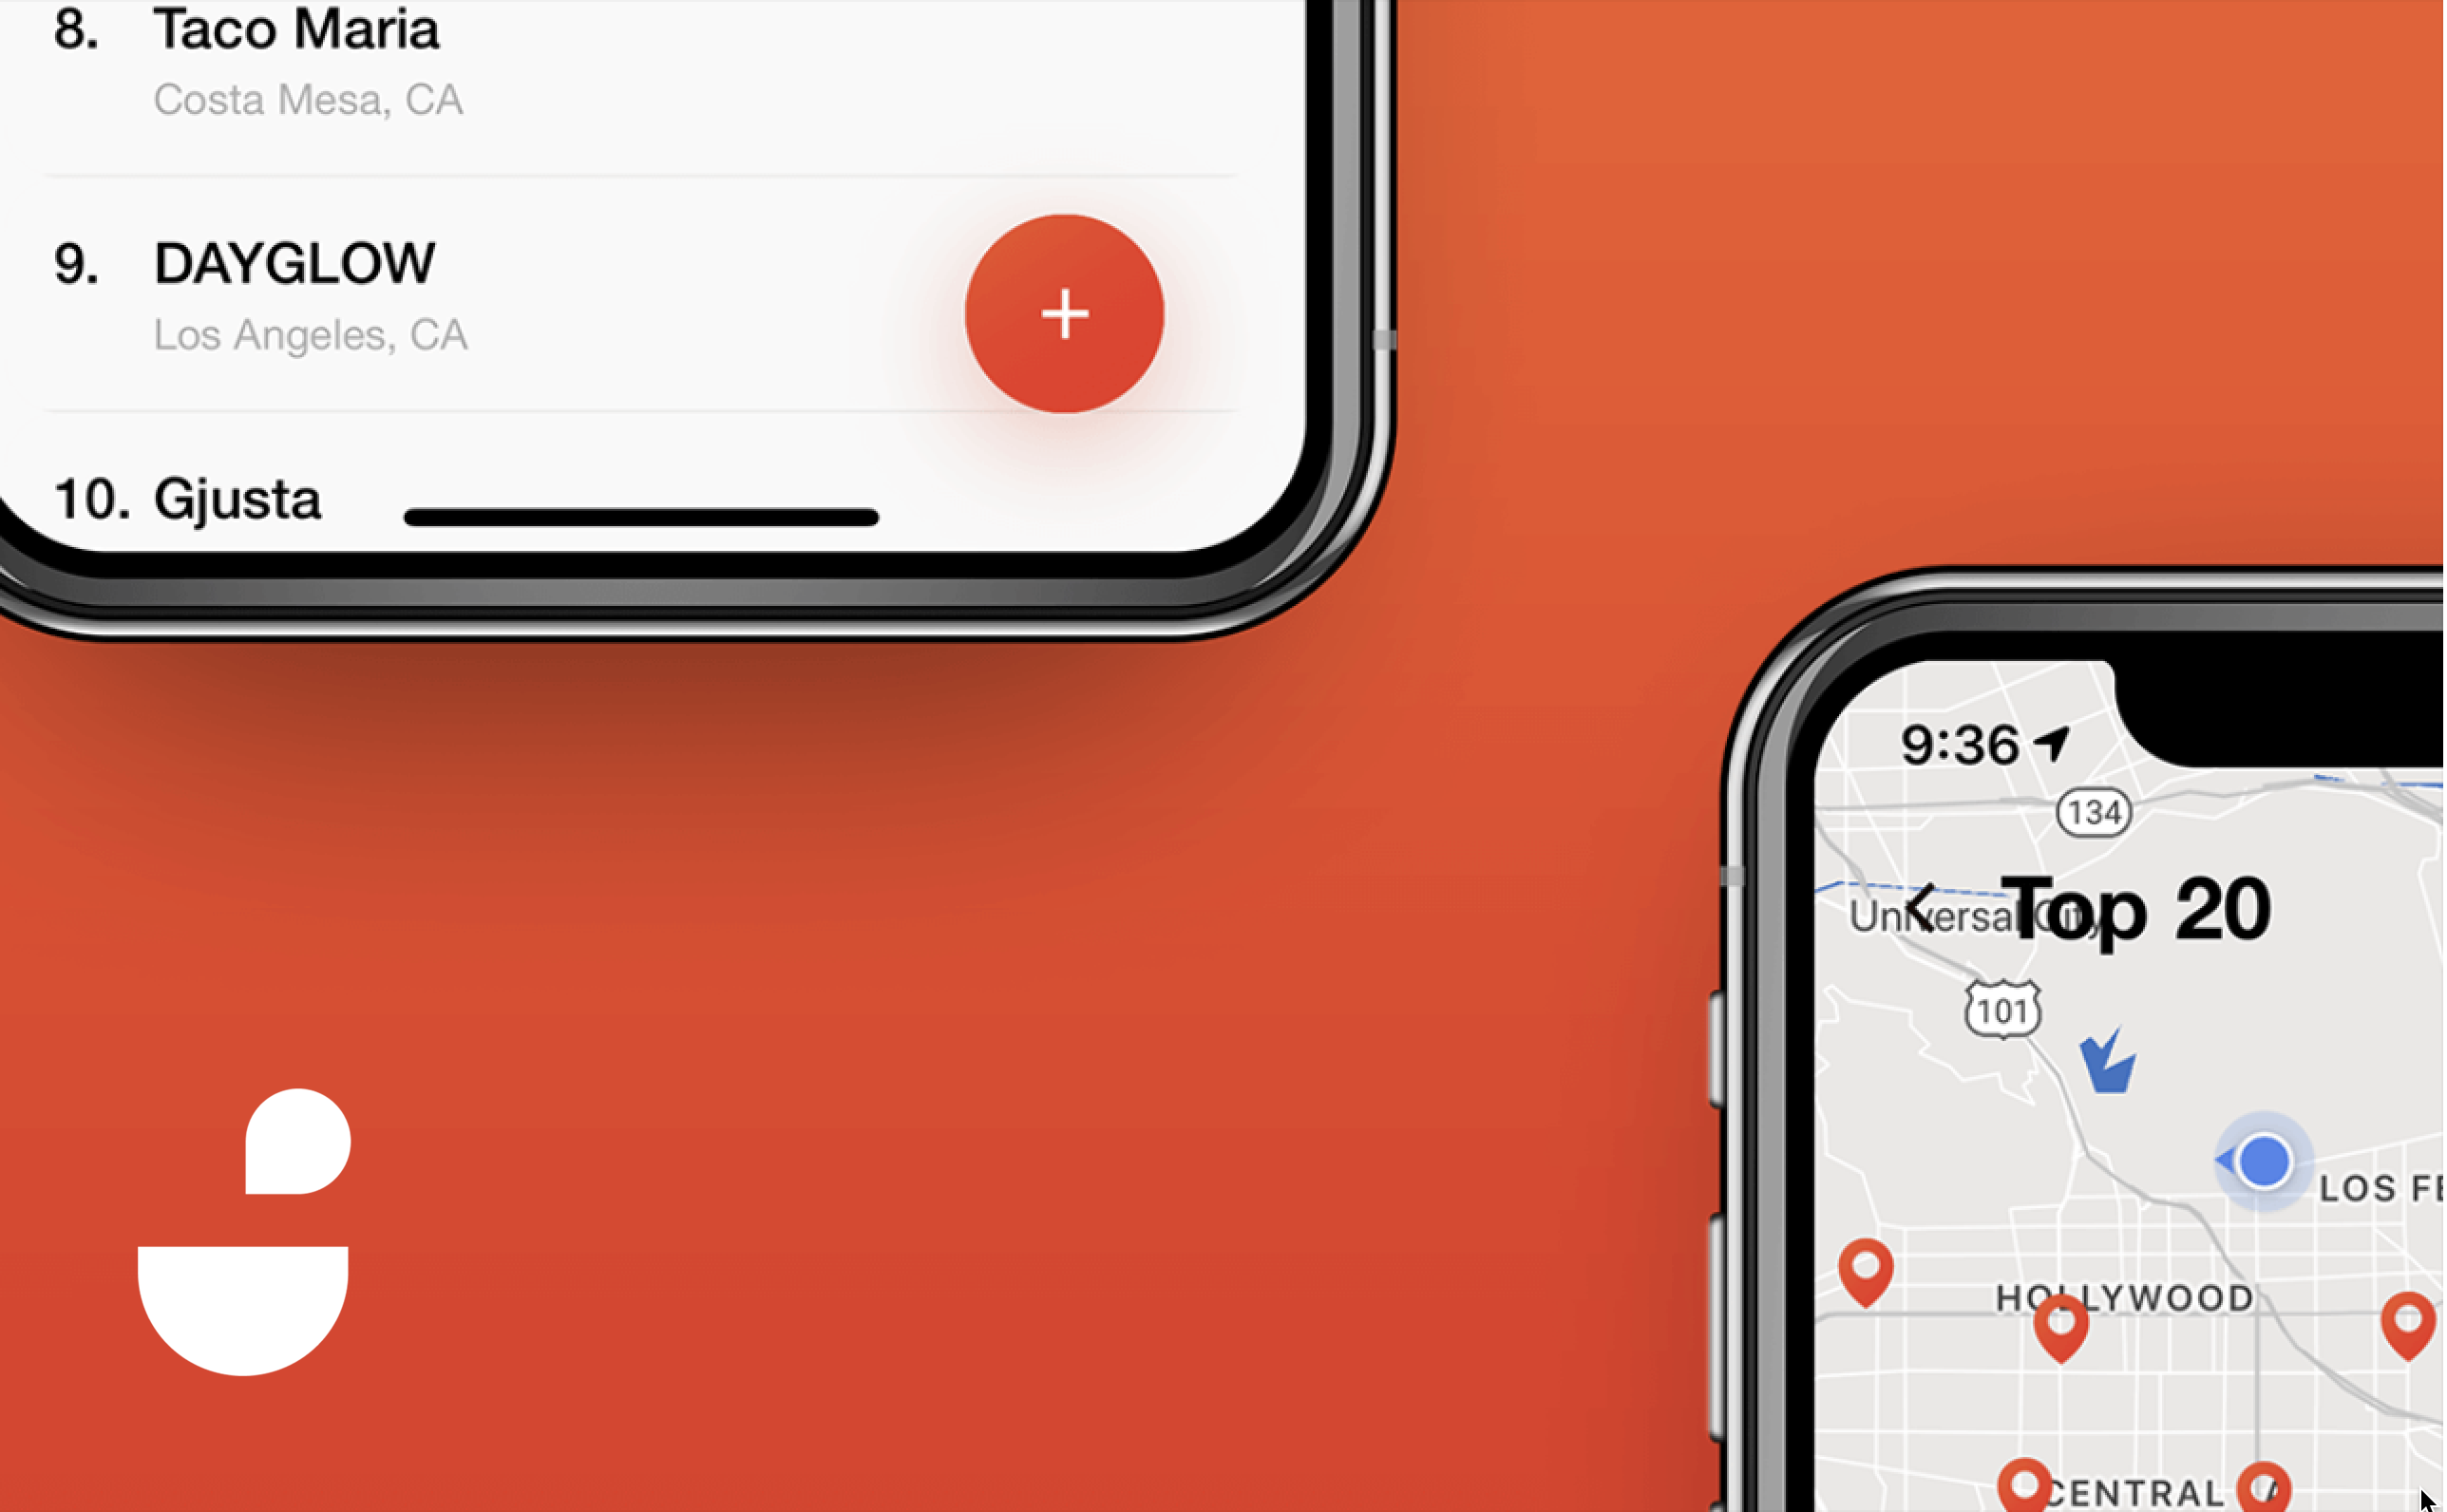 8. Taco Maria
Costa Mesa, CA
9. DAYGLOW
Los Angeles, CA
10. Gjusta
9:36
134
Universal City
Top 20
101
LOS FE
HOLLYWOOD
CENTRAL